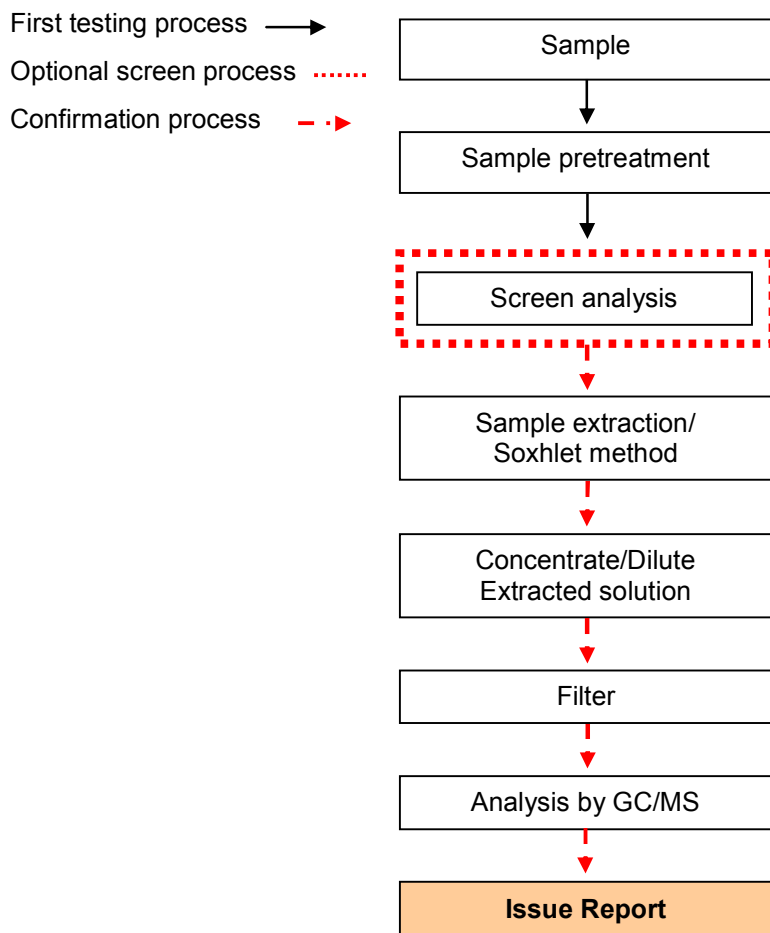 First testing process
Optional screen process
Confirmation process
Sample
Sample pretreatment
Screen analysis
Sample extraction/
Soxhlet method
Concentrate/Dilute
Extracted solution
Filter
Analysis by GC/MS
Issue Report